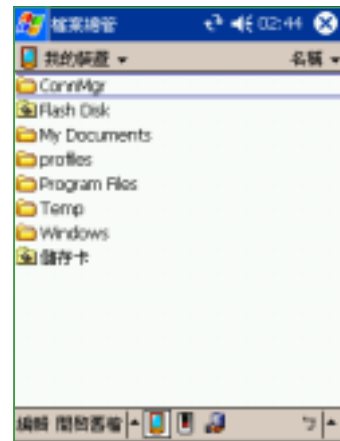 檔案總管 02:44
我的裝置 名稱
ConnMgr
Flash Disk
My Documents
profiles
Program Files
Temp
Windows
儲存卡
編輯 開啟舊檔 ㄅ